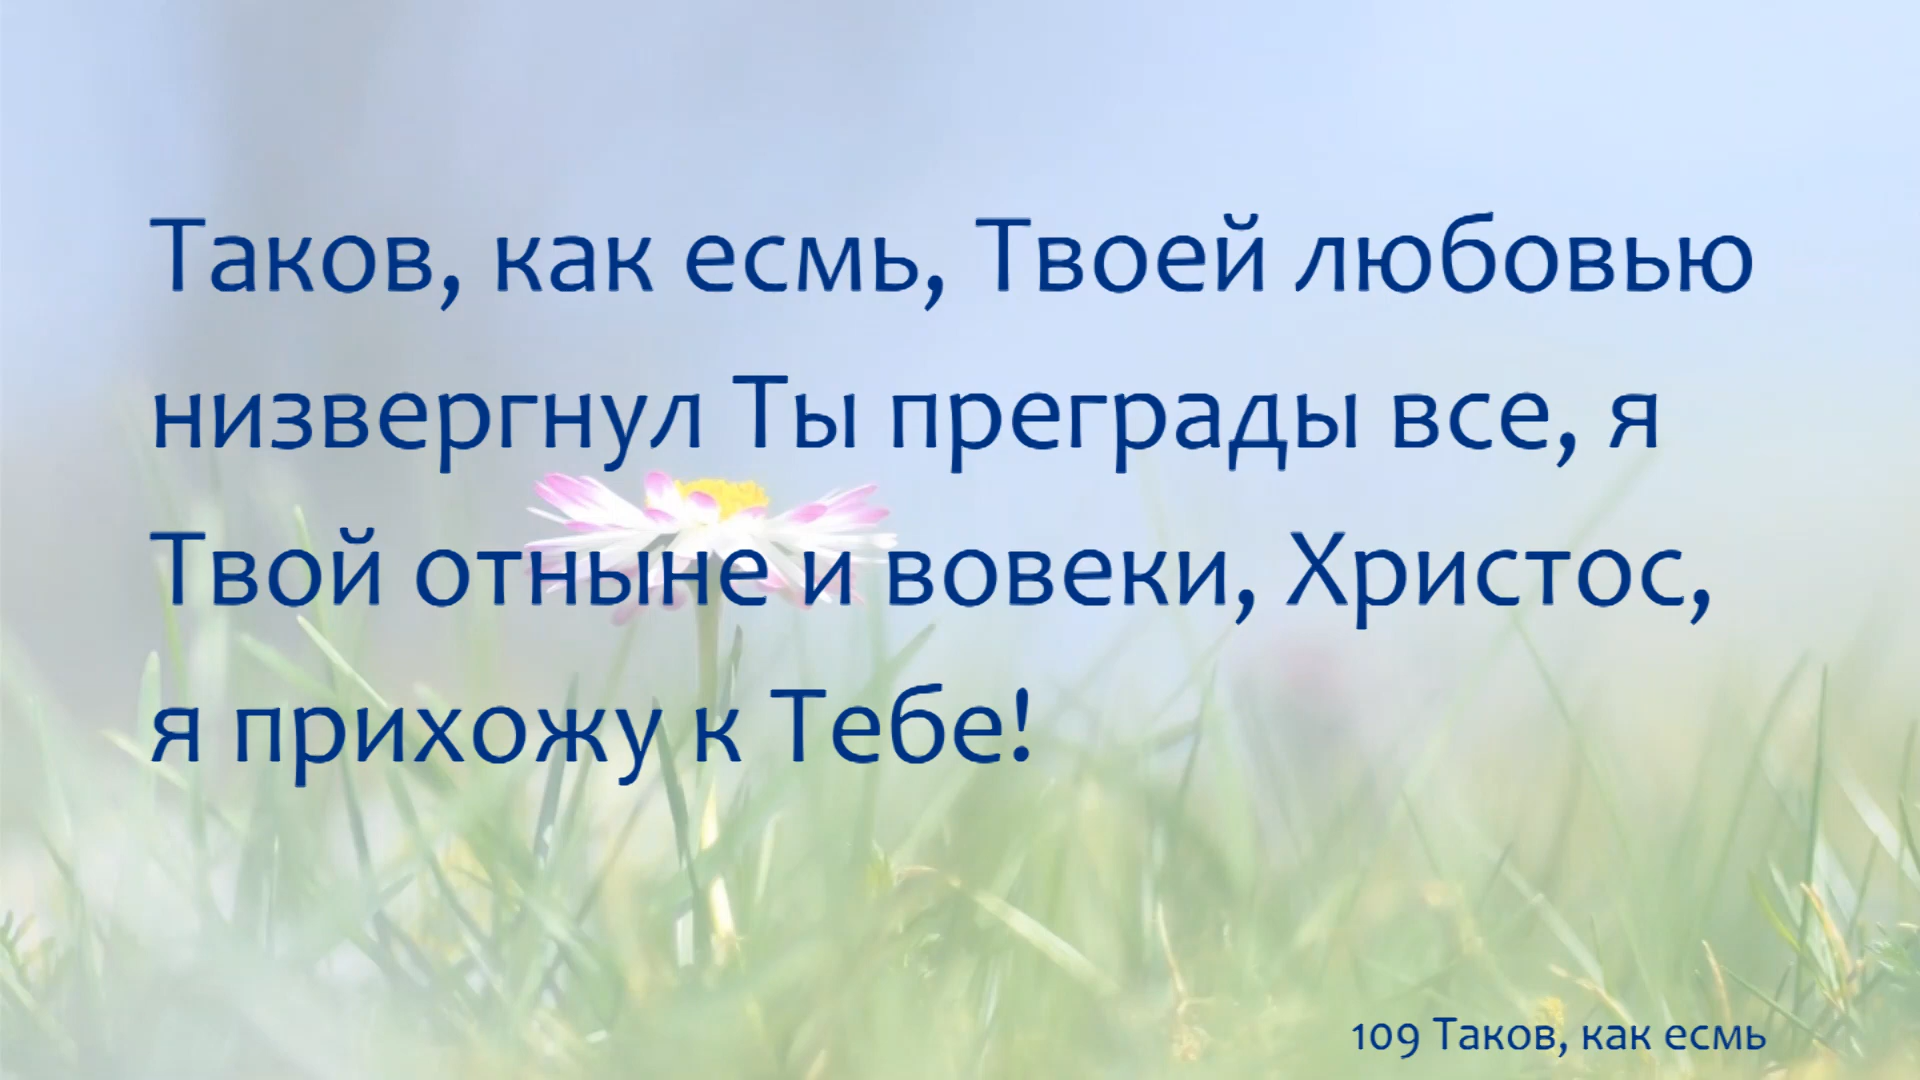 Таков, как есмь, Твоей любовью
низвергнул Ты преграды все, я
Твой отныне и вовеки, Христос,
я прихожу к Тебе!
109 Таков, как есмь